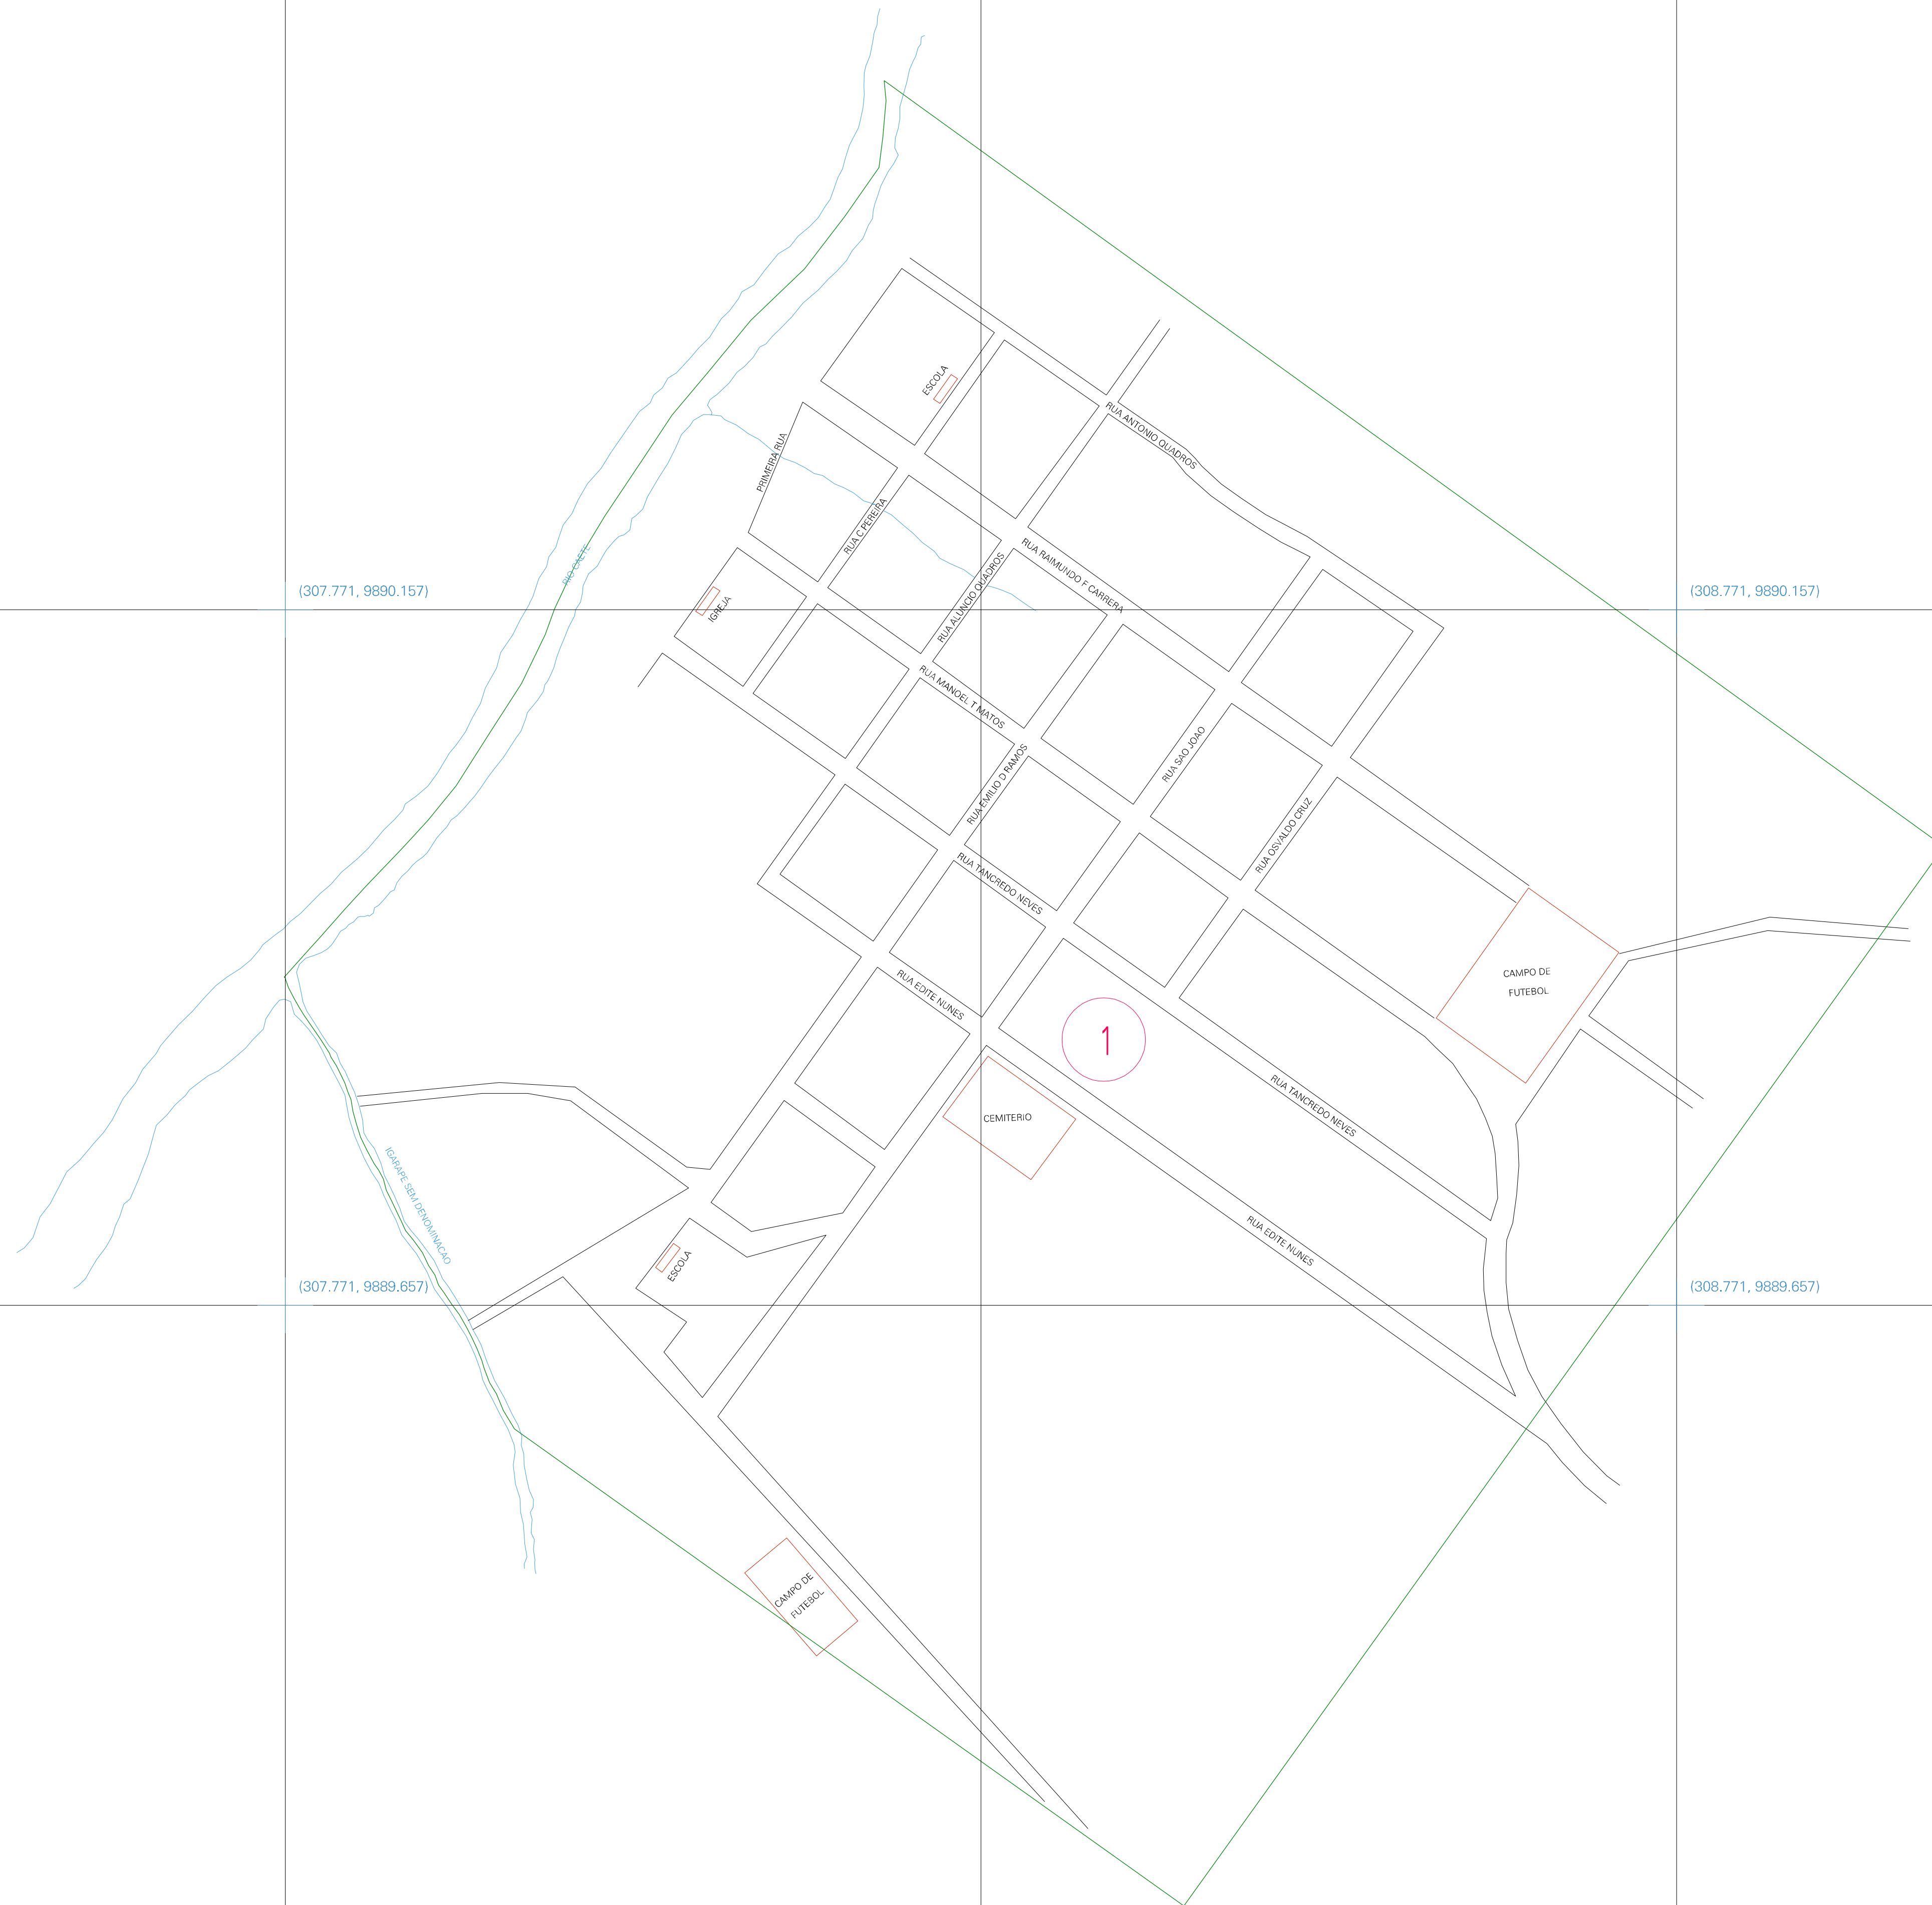 ESCOLA
RUA ANTONIO QUADROS
PRIMEIRA RUA
RUA C PEREIRA
RIO CAETE
RUA RAIMUNDO F CARRERA
(307.771, 9890.157)
(308.771, 9890.157)
IGREJA
RUA ALUNCIO QUADROS
RUA MANOEL T MATOS
RUA SAO JOAO
RUA EMILIO D RAMOS
RUA OSVALDO CRUZ
RUA TANCREDO NEVES
CAMPO DE
FUTEBOL
RUA EDITE NUNES
1
CEMITERIO
RUA TANCREDO NEVES
IGARAPE SEM DENOMINACAO
RUA EDITE NUNES
ESCOLA
(307.771, 9889.657)
(308.771, 9889.657)
CAMPO DE
FUTEBOL